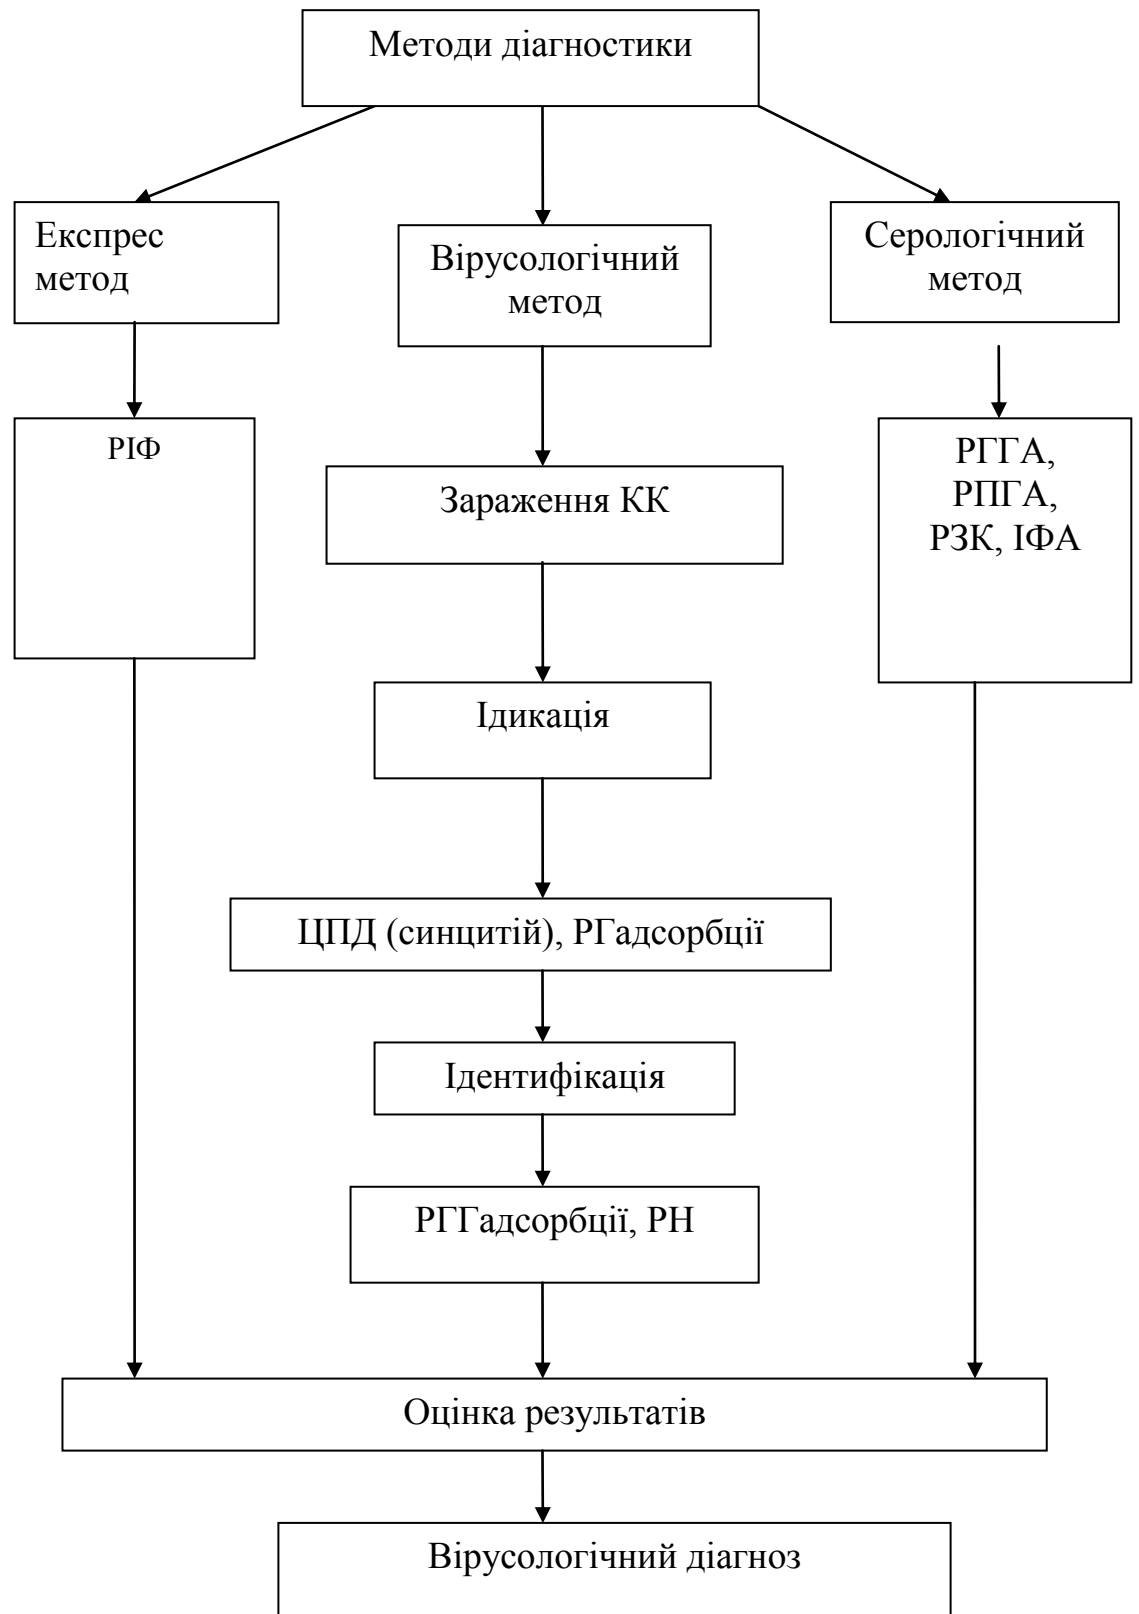 Методи діагностики
Експрес
метод
Вірусологічний
метод
Серологічний
метод
РІФ
Зараження КК
РГГА,
РПГА,
РЗК, ІФА
Ідикація
ЦПД (синцитій), РГадсорбції
Ідентифікація
РГГадсорбції, РН
Оцінка результатів
Вірусологічний діагноз